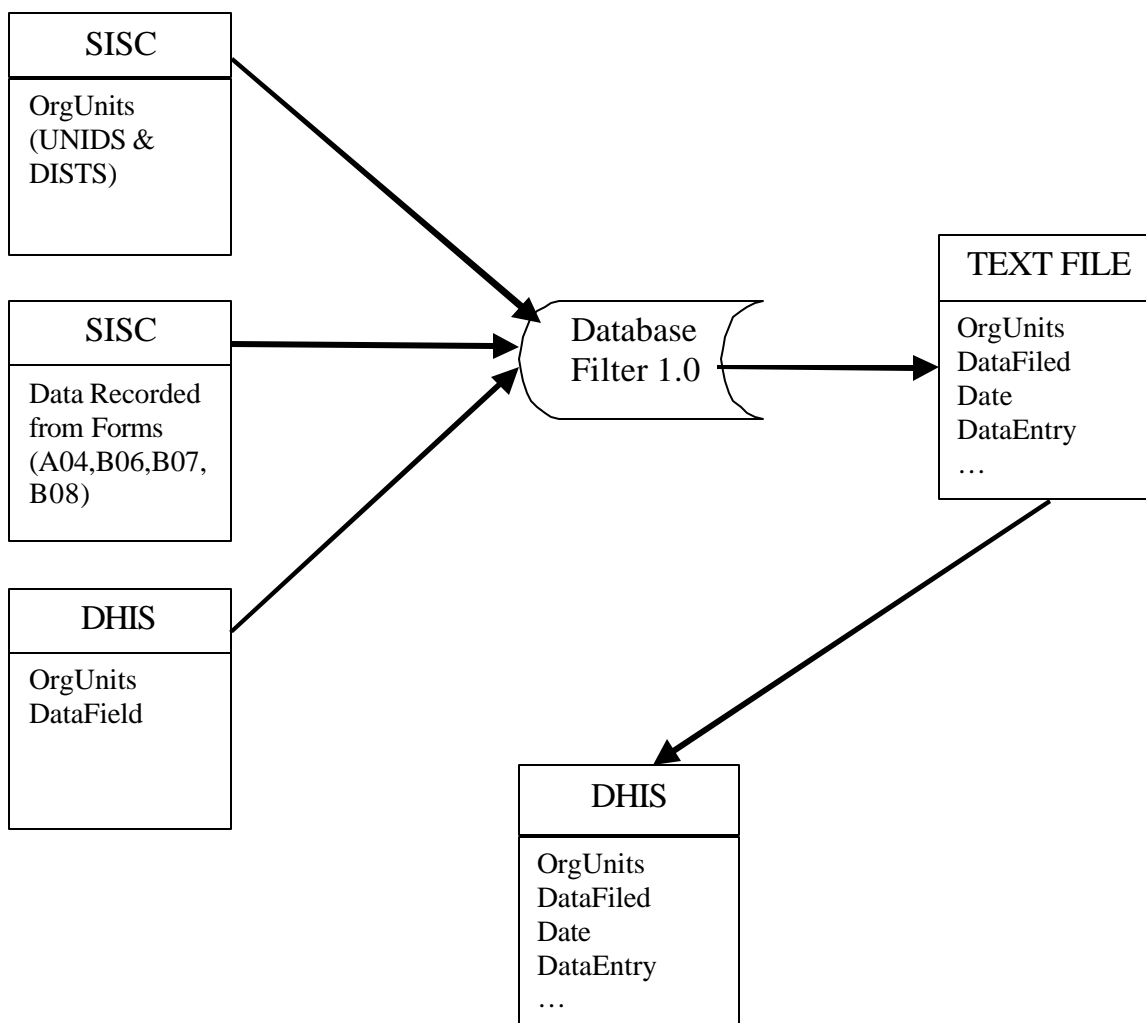 SISC
OrgUnits
(UNIDS &
DISTS)
SISC
Data Recorded
from Forms
(A04,B06,B07,
B08)
DHIS
OrgUnits
DataField
Database
Filter 1.0
TEXT FILE
OrgUnits
DataFiled
Date
DataEntry
…
DHIS
OrgUnits
DataFiled
Date
DataEntry
…